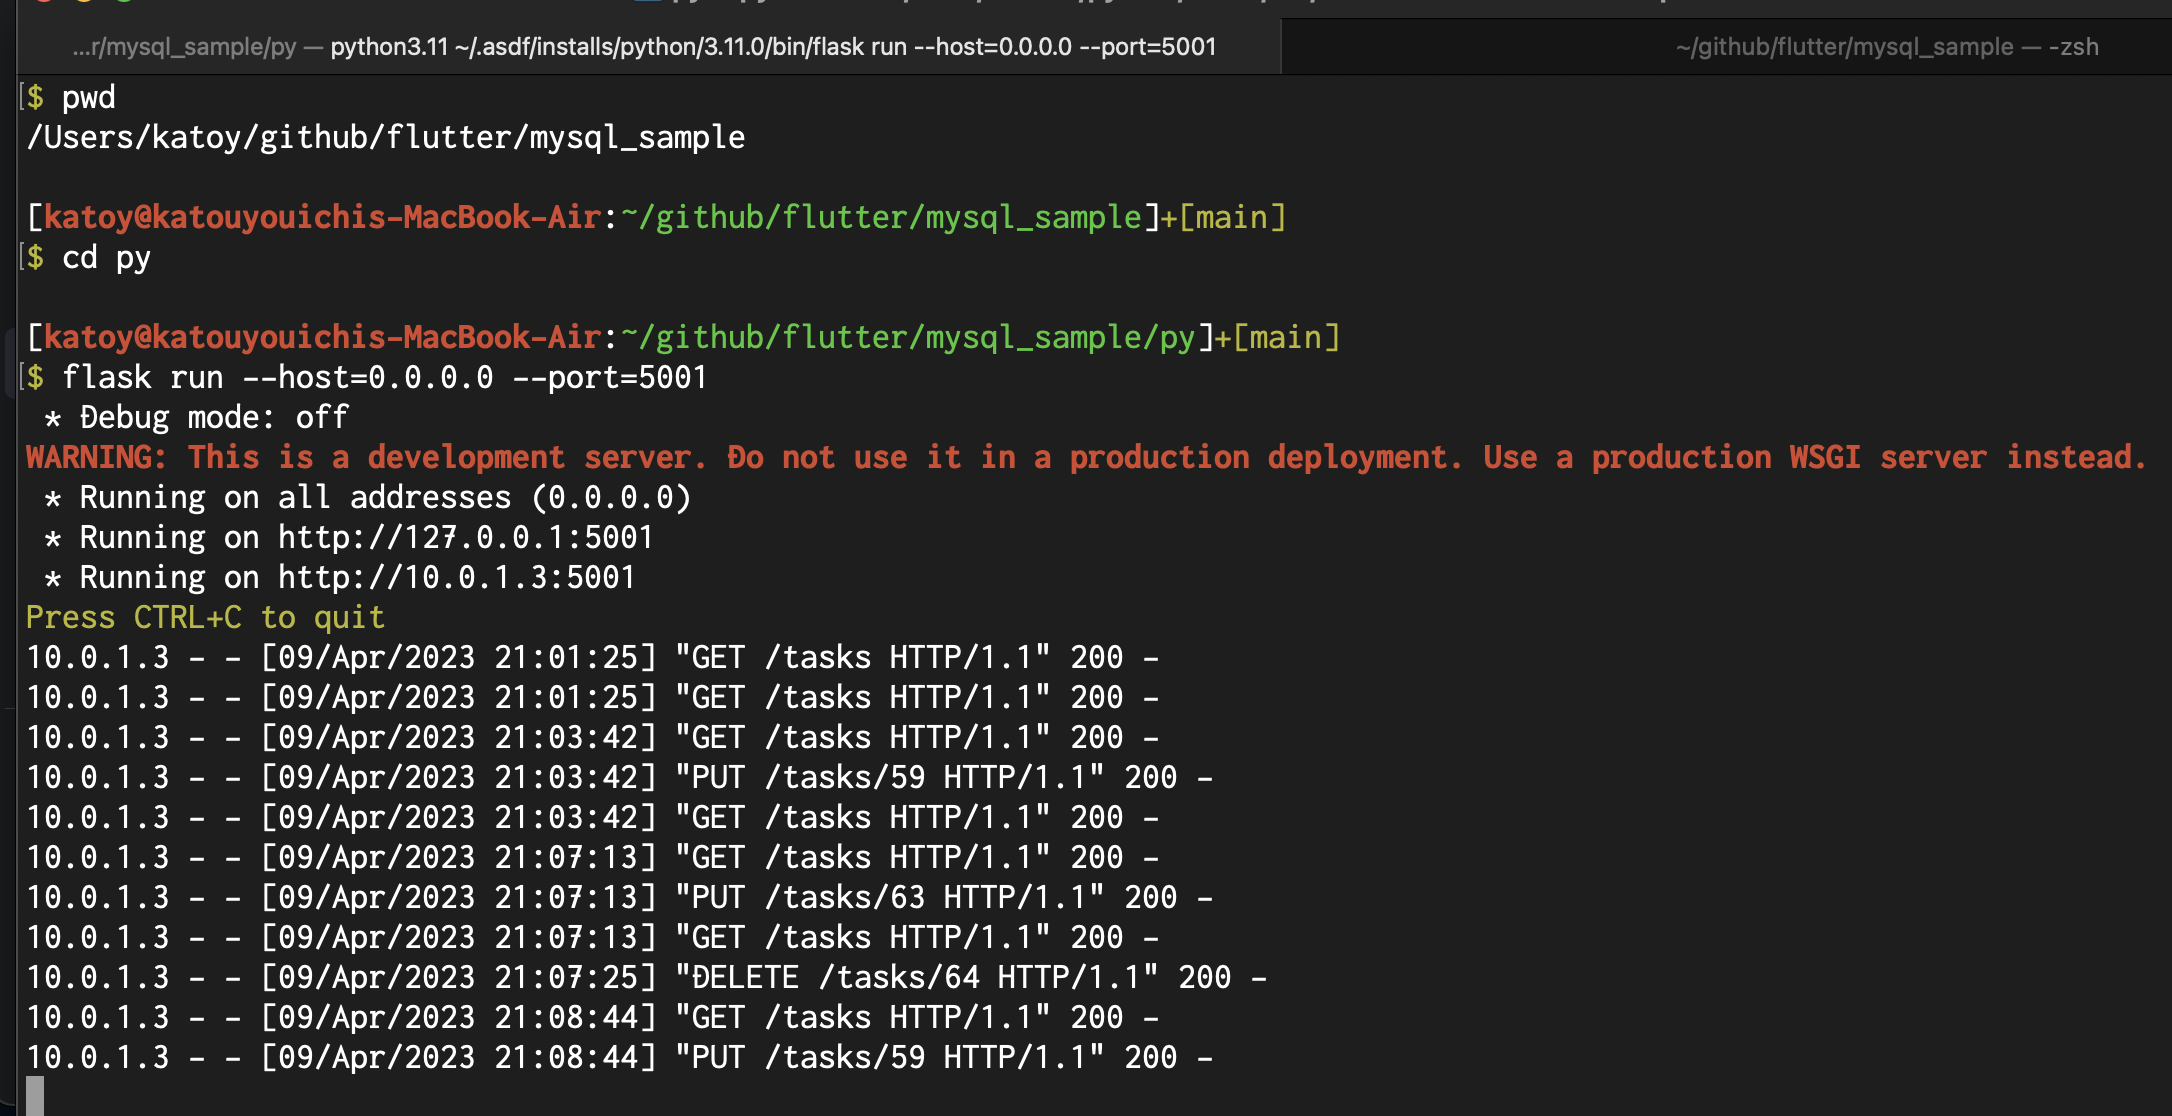 ...r/mysql_sample/py — python3.11 ~/.asdf/installs/python/3.11.0/bin/flask run --host=0.0.0.0 --port=5001
~/github/flutter/mysql_sample — -zsh
[$ pwd
/Users/katoy/github/flutter/mysql_sample
[katoy@katouyouichis-MacBook-Air:~/github/flutter/mysql_sample]+[main]
[$ cd py
[katoy@katouyouichis-MacBook-Air:~/github/flutter/mysql_sample/py]+[main]
[$ flask run --host=0.0.0.0 --port=5001
 * Debug mode: off
WARNING: This is a development server. Do not use it in a production deployment. Use a production WSGI server instead.
 * Running on all addresses (0.0.0.0)
 * Running on http://127.0.0.1:5001
 * Running on http://10.0.1.3:5001
Press CTRL+C to quit
10.0.1.3 - - [09/Apr/2023 21:01:25] "GET /tasks HTTP/1.1" 200 -
10.0.1.3 - - [09/Apr/2023 21:01:25] "GET /tasks HTTP/1.1" 200 -
10.0.1.3 - - [09/Apr/2023 21:03:42] "GET /tasks HTTP/1.1" 200 -
10.0.1.3 - - [09/Apr/2023 21:03:42] "PUT /tasks/59 HTTP/1.1" 200 -
10.0.1.3 - - [09/Apr/2023 21:03:42] "GET /tasks HTTP/1.1" 200 -
10.0.1.3 - - [09/Apr/2023 21:07:13] "GET /tasks HTTP/1.1" 200 -
10.0.1.3 - - [09/Apr/2023 21:07:13] "PUT /tasks/63 HTTP/1.1" 200 -
10.0.1.3 - - [09/Apr/2023 21:07:13] "GET /tasks HTTP/1.1" 200 -
10.0.1.3 - - [09/Apr/2023 21:07:25] "DELETE /tasks/64 HTTP/1.1" 200 -
10.0.1.3 - - [09/Apr/2023 21:08:44] "GET /tasks HTTP/1.1" 200 -
10.0.1.3 - - [09/Apr/2023 21:08:44] "PUT /tasks/59 HTTP/1.1" 200 -